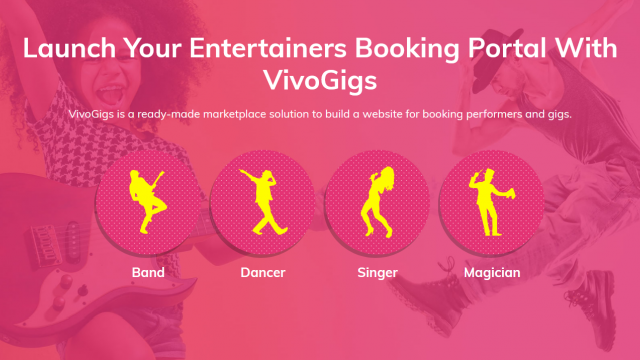 Launch Your Entertainers Booking Portal With
VivoGigs
VivoGigs is a ready-made marketplace solution to build a website for booking performers and gigs.
Band
Dancer
Singer
Magician